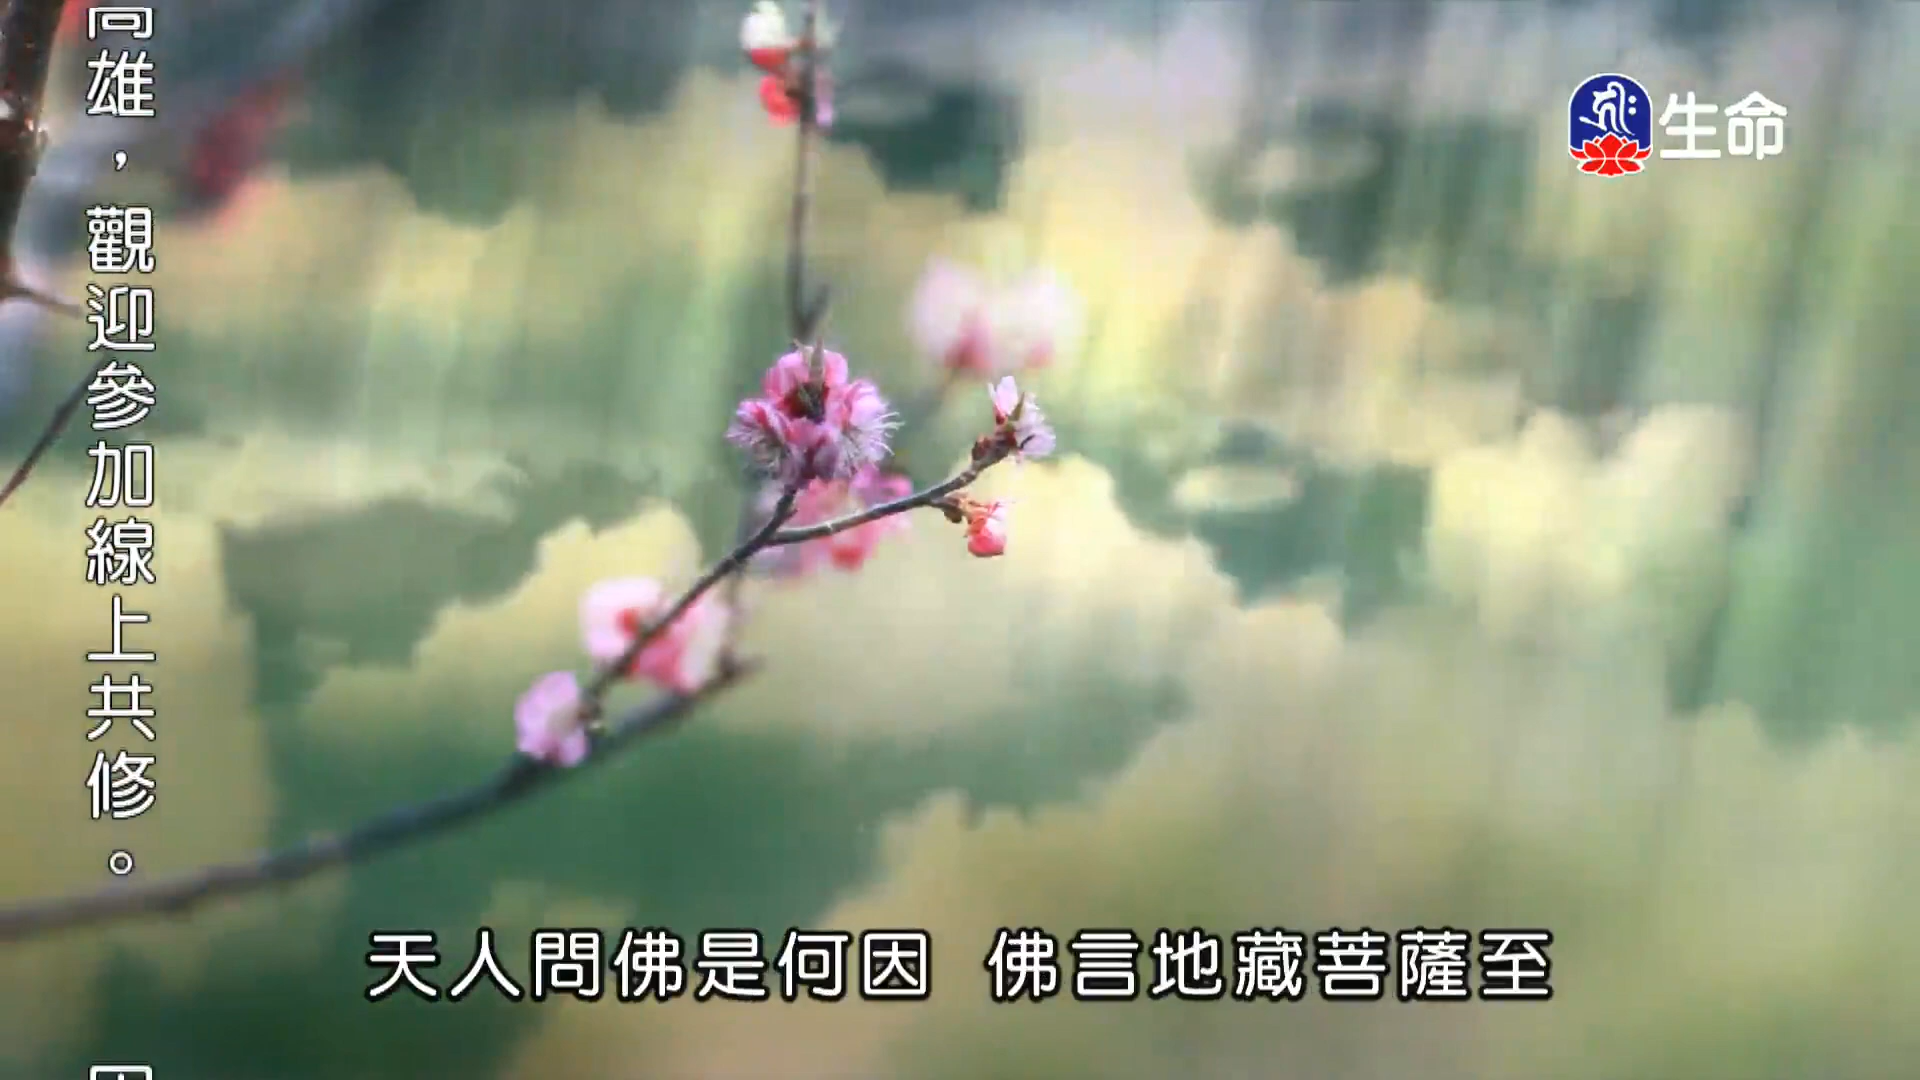 高雄，觀迎參加線上共修。
生命
天人問佛是何因 佛言地藏菩薩至